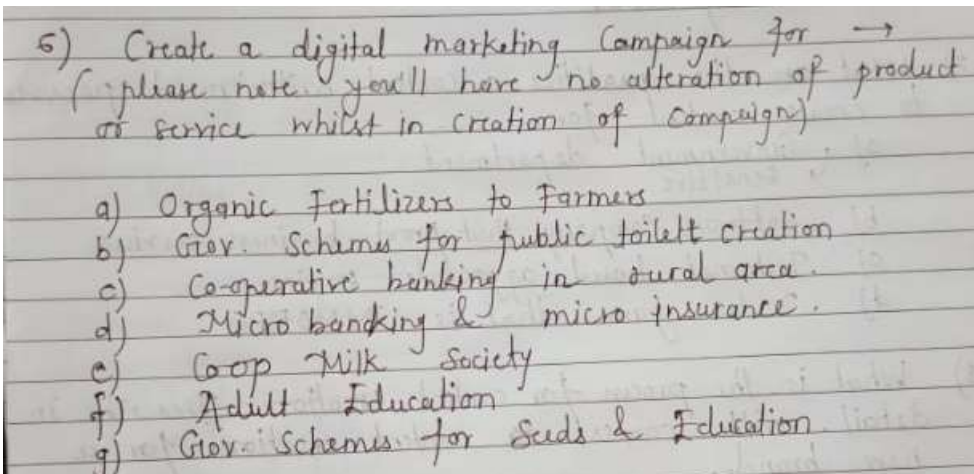 5) Create a digital marketing Campaign for →
(please note you'll have no alteration of product
or service whilst in creation of campaign)
a) Organic Fertilizers to Farmers
b) Gov. Schemes for public toilett creation
c) Co-operative banking in rural area.
d) Micro bancking & micro insurance.
e) Coop Milk Society
f) Adult Education
g) Gov. Schemes for Seeds & Education